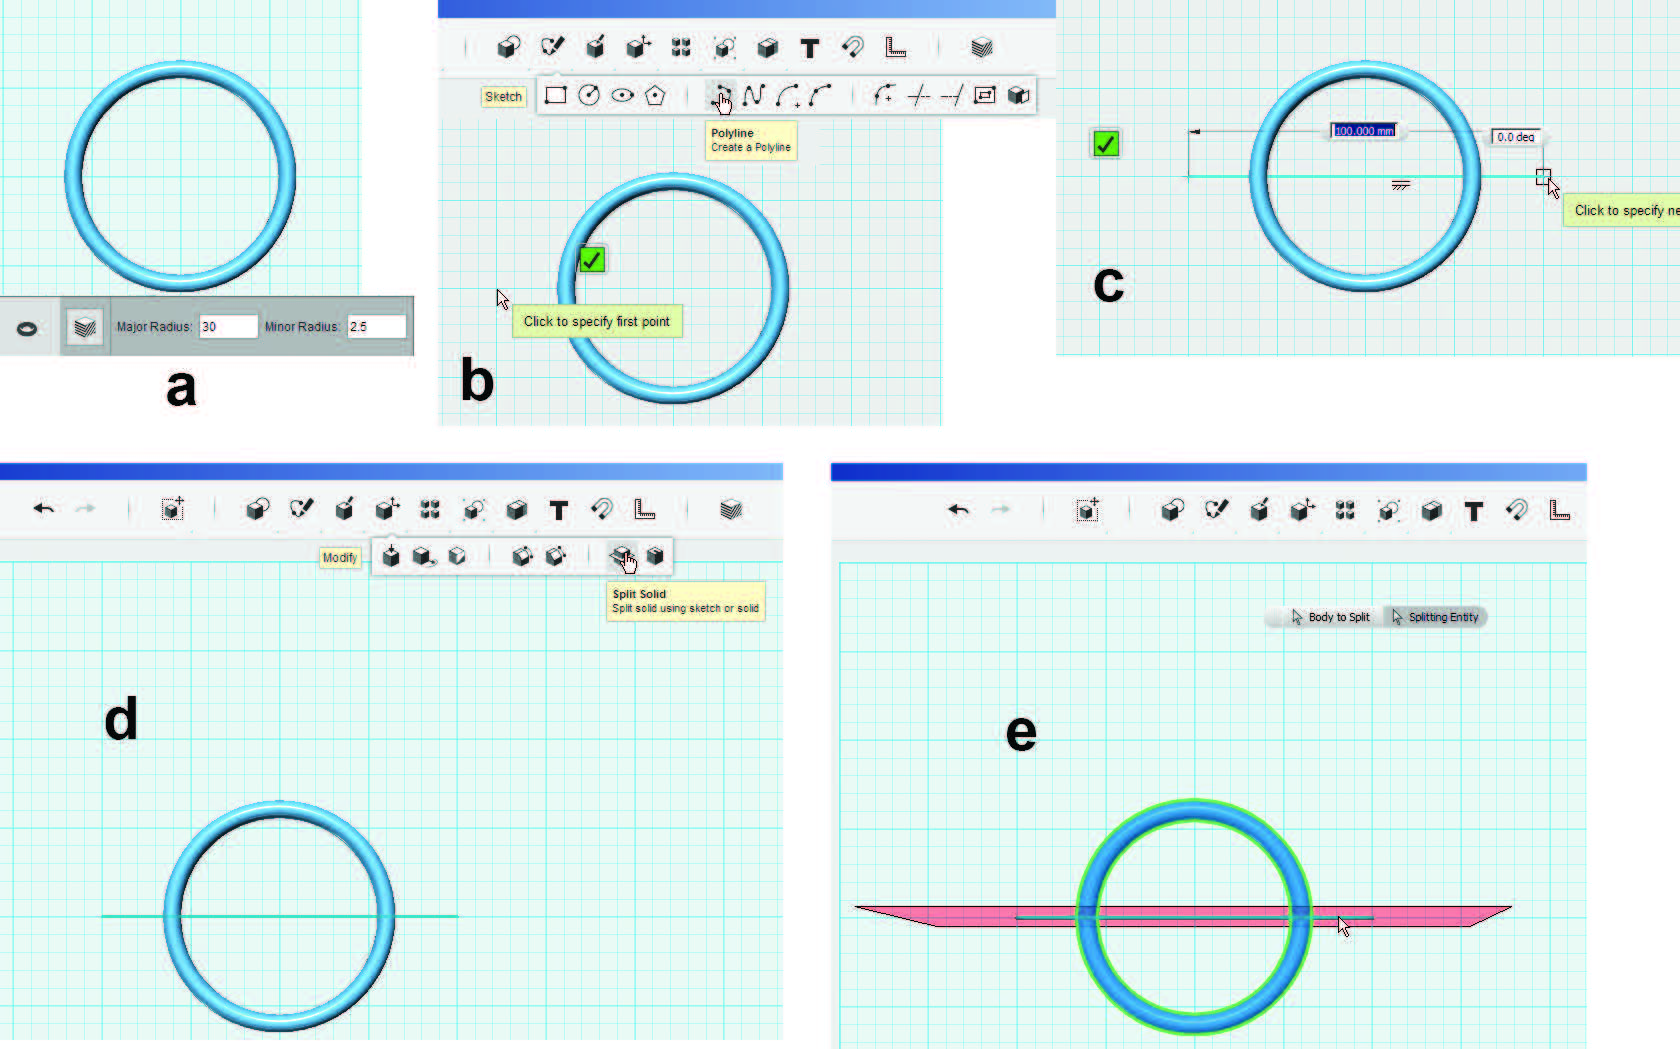 Major Radius: 30 Minor Radius: 2.5
a
Sketch
Polyline
Create a Polyline
Click to specify first point
b
100.000 mm
0.0 deg
Click to specify ne
c
Modify
Split Solid
Split solid using sketch or solid
d
Body to Split Splitting Entity
e